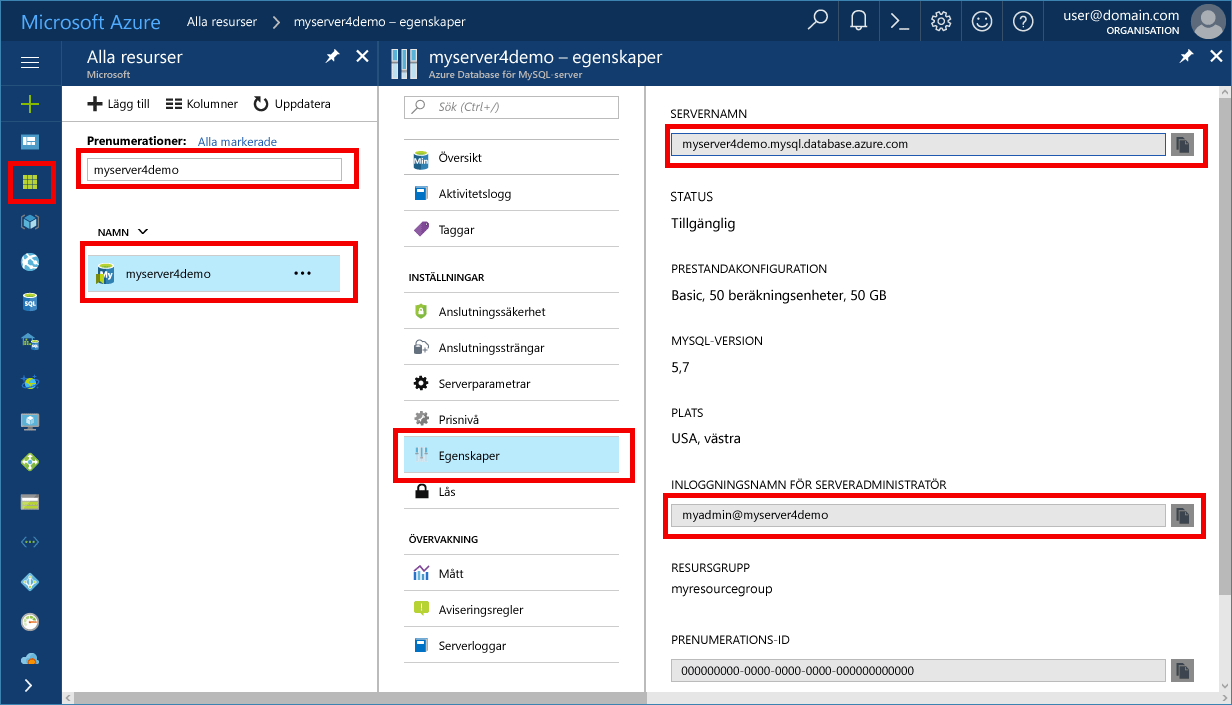 Microsoft Azure Alla resurser myserver4demo – egenskaper
user@domain.com
ORGANISATION
Alla resurser
Microsoft
Lägg till Kolumner Uppdatera
Prenumerationer: Alla markerade
myserver4demo
NAMN
My myserver4demo
SQL
myserver4demo – egenskaper
Azure Database för MySQL-server
Sök (Ctrl+/)
Min Översikt
Aktivitetslogg
Taggar
INSTÄLLNINGAR
Anslutningssäkerhet
Anslutningssträngar
Serverparametrar
Prisnivå
Egenskaper
Lås
ÖVERVAKNING
Mått
Aviseringsregler
Serverloggar
SERVERNAMN
myserver4demo.mysql.database.azure.com
STATUS
Tillgänglig
PRESTANDAKONFIGURATION
Basic, 50 beräkningsenheter, 50 GB
MYSQL-VERSION
5,7
PLATS
USA, västra
INLOGGNINGSNAMN FÖR SERVERADMINISTRATÖR
myadmin@myserver4demo
RESURSGRUPP
myresourcegroup
PRENUMERATIONS-ID
000000000-0000-0000-0000-000000000000